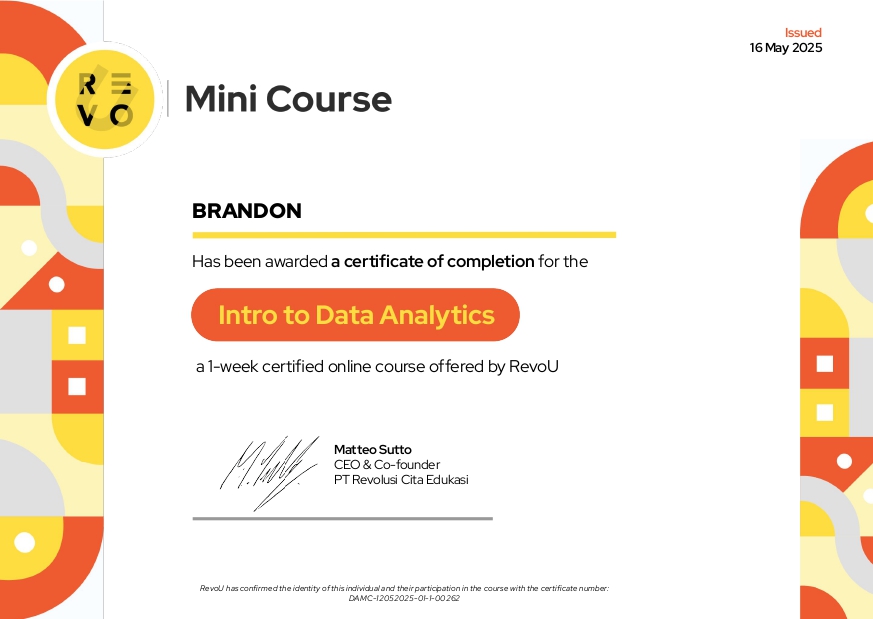 Issued
16 May 2025
R E
V O
Mini Course
BRANDON
Has been awarded a certificate of completion for the
Intro to Data Analytics
a 1-week certified online course offered by RevoU
Matteo Sutto
CEO & Co-founder
PT Revolusi Cita Edukasi
RevoU has confirmed the identity of this individual and their participation in the course with the certificate number:
DAMC-12052025-01-1-00262